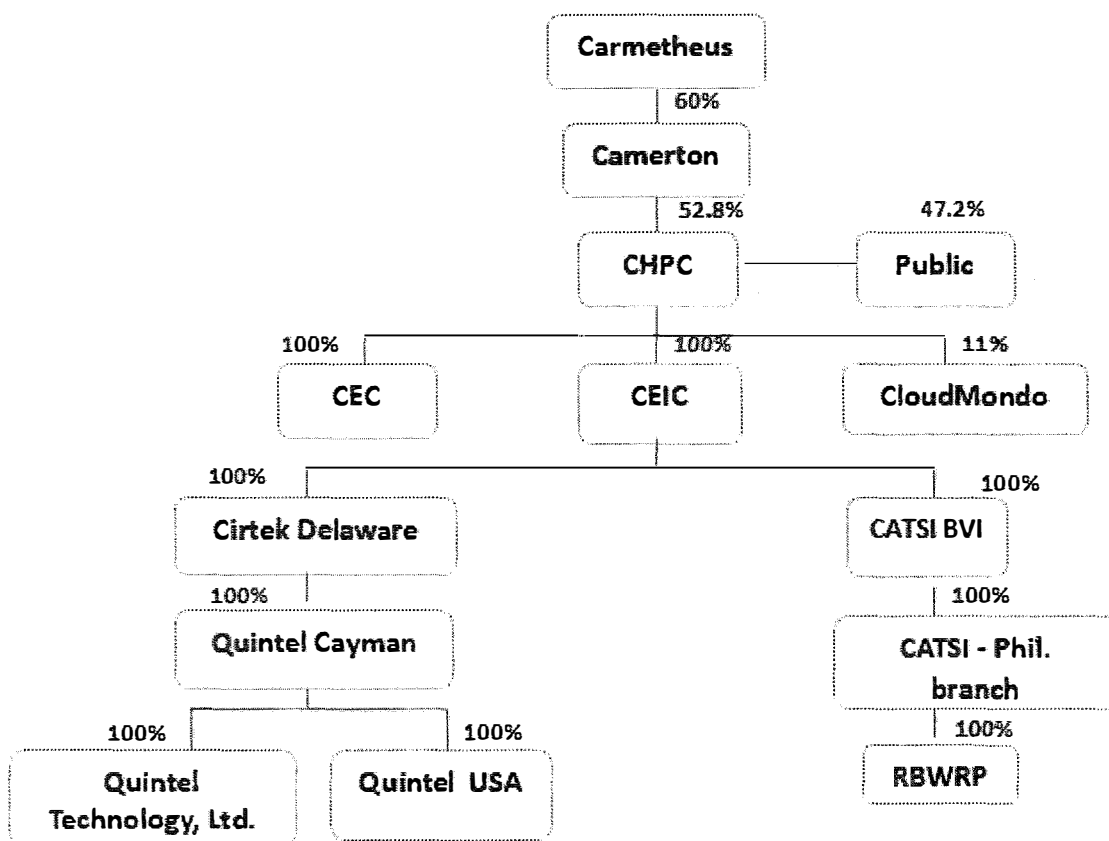 Carmetheus
60%
Camerton
52.8%
47.2%
CHPC
Public
100%
100%
11%
CEC
CEIC
CloudMondo
100%
100%
Cirtek Delaware
CATSI BVI
100%
100%
Quintel Cayman
CATSI - Phil.
branch
100%
100%
100%
Quintel
Technology, Ltd.
Quintel USA
RBWRP